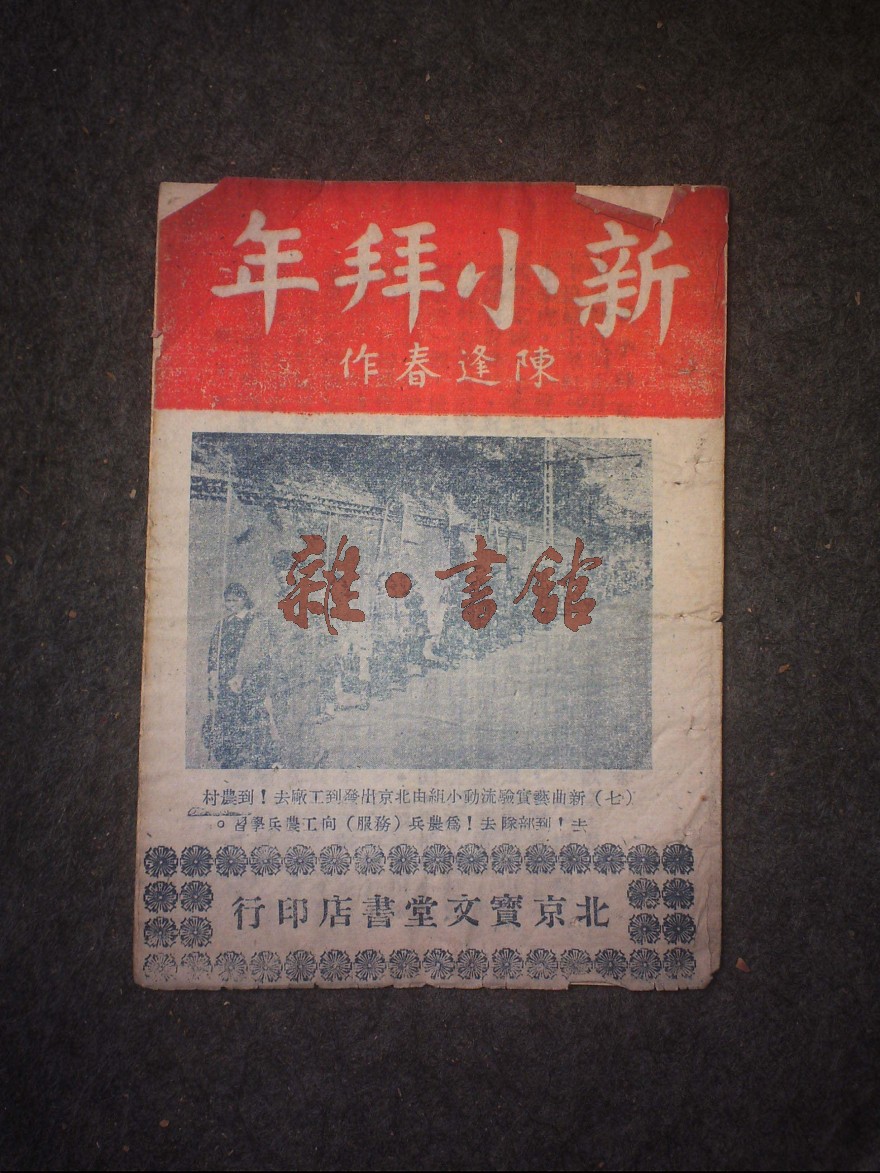 新小拜年
陳逢春作
雜·書館
(七)新曲藝實驗流動小組由北京出發到工廠去！到農村
去！到部隊去！爲農兵(務服)向工農兵學習。
北京寶文堂書店印行